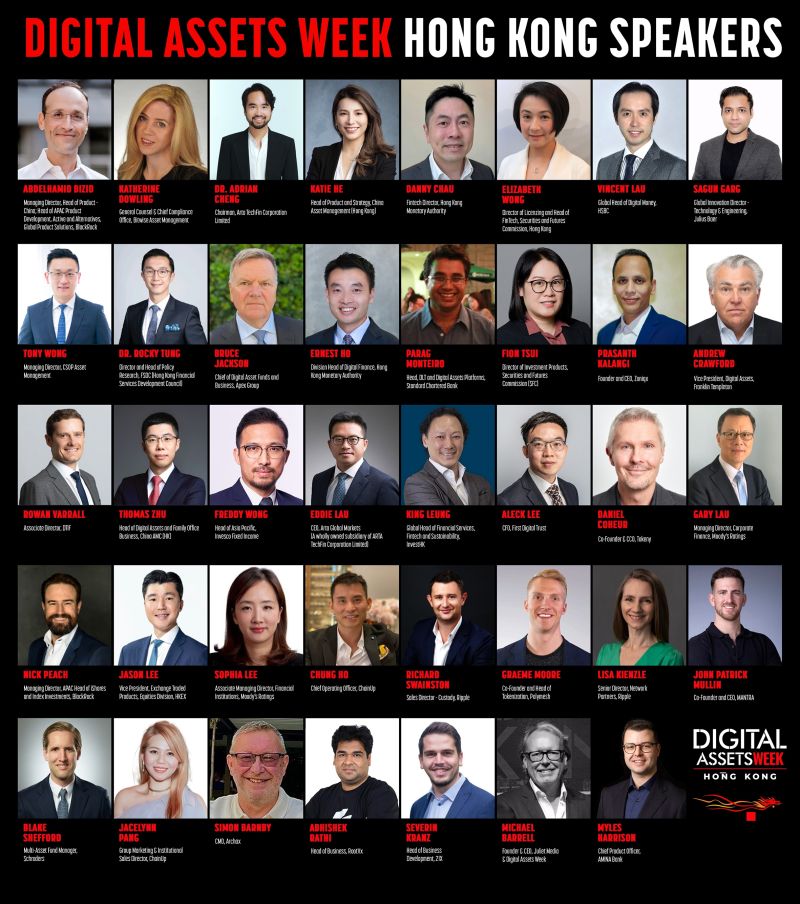 DIGITAL ASSETS WEEK HONG KONG SPEAKERS
ABDELHAMID BIZID
Managing Director, Head of Product -
China, Head of APAC Product
Development, Active and Alternatives,
Global Product Solutions, BlackRock
KATHERINE
DOWLING
General Counsel & Chief Compliance
Office, Bitwise Asset Management
DR. ADRIAN
CHENG
Chairman, Arta TechFin Corporation
Limited
KATIE HE
Head of Product and Strategy, China
Asset Management (Hong Kong)
DANNY CHAU
Fintech Director, Hong Kong
Monetary Authority
ELIZABETH
WONG
Director of Licensing and Head of
FinTech, Securities and Futures
Commission, Hong Kong
VINCENT LAU
Global Head of Digital Money,
HSBC
SAGUN GARG
Global Innovation Director -
Technology & Engineering,
Julius Baer
TONY WONG
Managing Director, CSOP Asset
Management
DR. ROCKY TUNG
Director and Head of Policy
Research, FSDC (Hong Kong Financial
Services Development Council)
BRUCE
JACKSON
Chief of Digital Asset Funds and
Business, Apex Group
ERNEST HO
Division Head of Digital Finance, Hong
Kong Monetary Authority
PARAG
MONTEIRO
Head, DLT and Digital Assets Platforms,
Standard Chartered Bank
FION TSUI
Director of Investment Products,
Securities and Futures
Commission (SFC)
PRASANTH
KALANGI
Founder and CEO, Zoniqx
ANDREW
CRAWFORD
Vice President, Digital Assets,
Franklin Templeton
ROWAN VARRALL
Associate Director, DTIF
THOMAS ZHU
Head of Digital Assets and Family Office
Business, China AMC (HK)
FREDDY WONG
Head of Asia Pacific,
Invesco Fixed Income
EDDIE LAU
CEO, Arta Global Markets
(A wholly owned subsidiary of ARTA
TechFin Corporation Limited)
KING LEUNG
Global Head of Financial Services,
Fintech and Sustainability,
InvestHK
ALECK LEE
CFO, First Digital Trust
DANIEL
COHEUR
Co-Founder & CCO, Tokeny
GARY LAU
Managing Director, Corporate
Finance, Moody's Ratings
NICK PEACH
Managing Director, APAC Head of iShares
and Index Investments, BlackRock
JASON LEE
Vice President, Exchange Traded
Products, Equities Division, HKEX
SOPHIA LEE
Associate Managing Director, Financial
Institutions, Moody's Ratings
CHUNG HO
Chief Operating Officer, ChainUp
RICHARD
SWAINSTON
Sales Director - Custody, Ripple
GRAEME MOORE
Co-Founder and Head of
Tokenization, Polymesh
LISA KIENZLE
Senior Director, Network
Partners, Ripple
JOHN PATRICK
MULLIN
Co-Founder and CEO, MANTRA
BLAKE
SHEFFORD
Multi-Asset Fund Manager,
Schroders
JACELYNN
PANG
Group Marketing & Institutional
Sales Director, ChainUp
SIMON BARNBY
CMO, Archax
ABHISHEK
RATHI
Head of Business, RootVx
SEVERIN
KRANZ
Head of Business
Development, 21X
MICHAEL
BARRELL
Founder & CEO, Juliet Media
& Digital Assets Week
MYLES
HARRISON
Chief Product Officer,
AMINA Bank
DIGITAL
ASSETSWEEK
HONG KONG